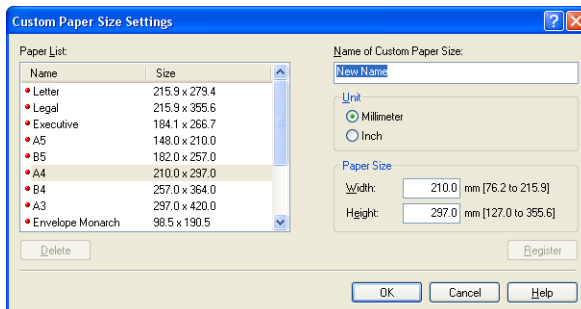 Custom Paper Size Settings
Paper List:
Name Size
Letter 215.9 x 279.4
Legal 215.9 x 355.6
Executive 184.1 x 266.7
A5 148.0 x 210.0
B5 182.0 x 257.0
A4 210.0 x 297.0
B4 257.0 x 364.0
A3 297.0 x 420.0
Envelope Monarch 98.5 x 190.5
Delete
Name of Custom Paper Size:
New Name
Unit
Millimeter
Inch
Paper Size
Width: 210.0 mm [76.2 to 215.9]
Height: 297.0 mm [127.0 to 355.6]
Register
OK Cancel Help